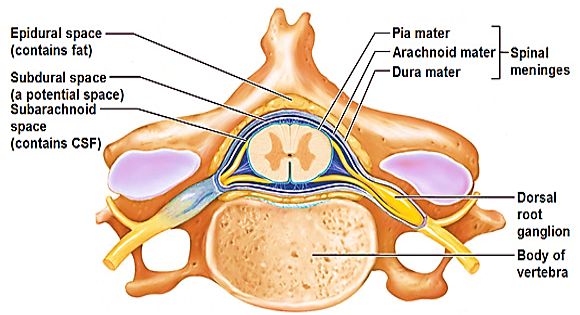 Epidural space
(contains fat)
Subdural space
(a potential space)
Subarachnoid
space
(contains CSF)
Pia mater
Arachnoid mater
Dura mater
Spinal
meninges
Dorsal
root
ganglion
Body of
vertebra